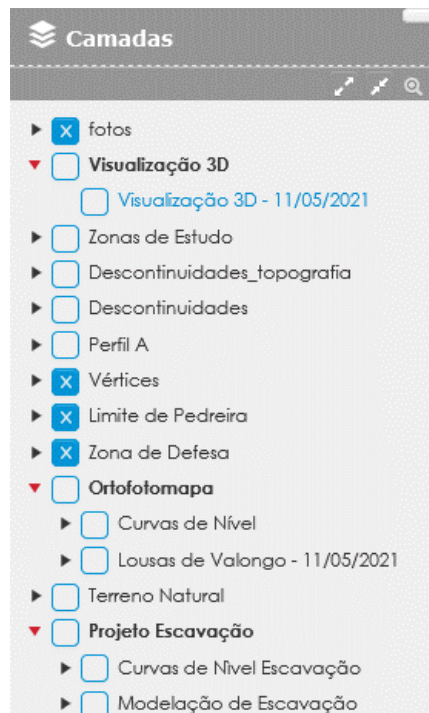 Camadas
fotos
Visualização 3D
Visualização 3D - 11/05/2021
Zonas de Estudo
Descontinuidades_topografia
Descontinuidades
Perfil A
Vértices
Limite de Pedreira
Zona de Defesa
Ortofotomapa
Curvas de Nível
Lousas de Valongo - 11/05/2021
Terreno Natural
Projeto Escavação
Curvas de Nìvel Escavação
Modelação de Escavação